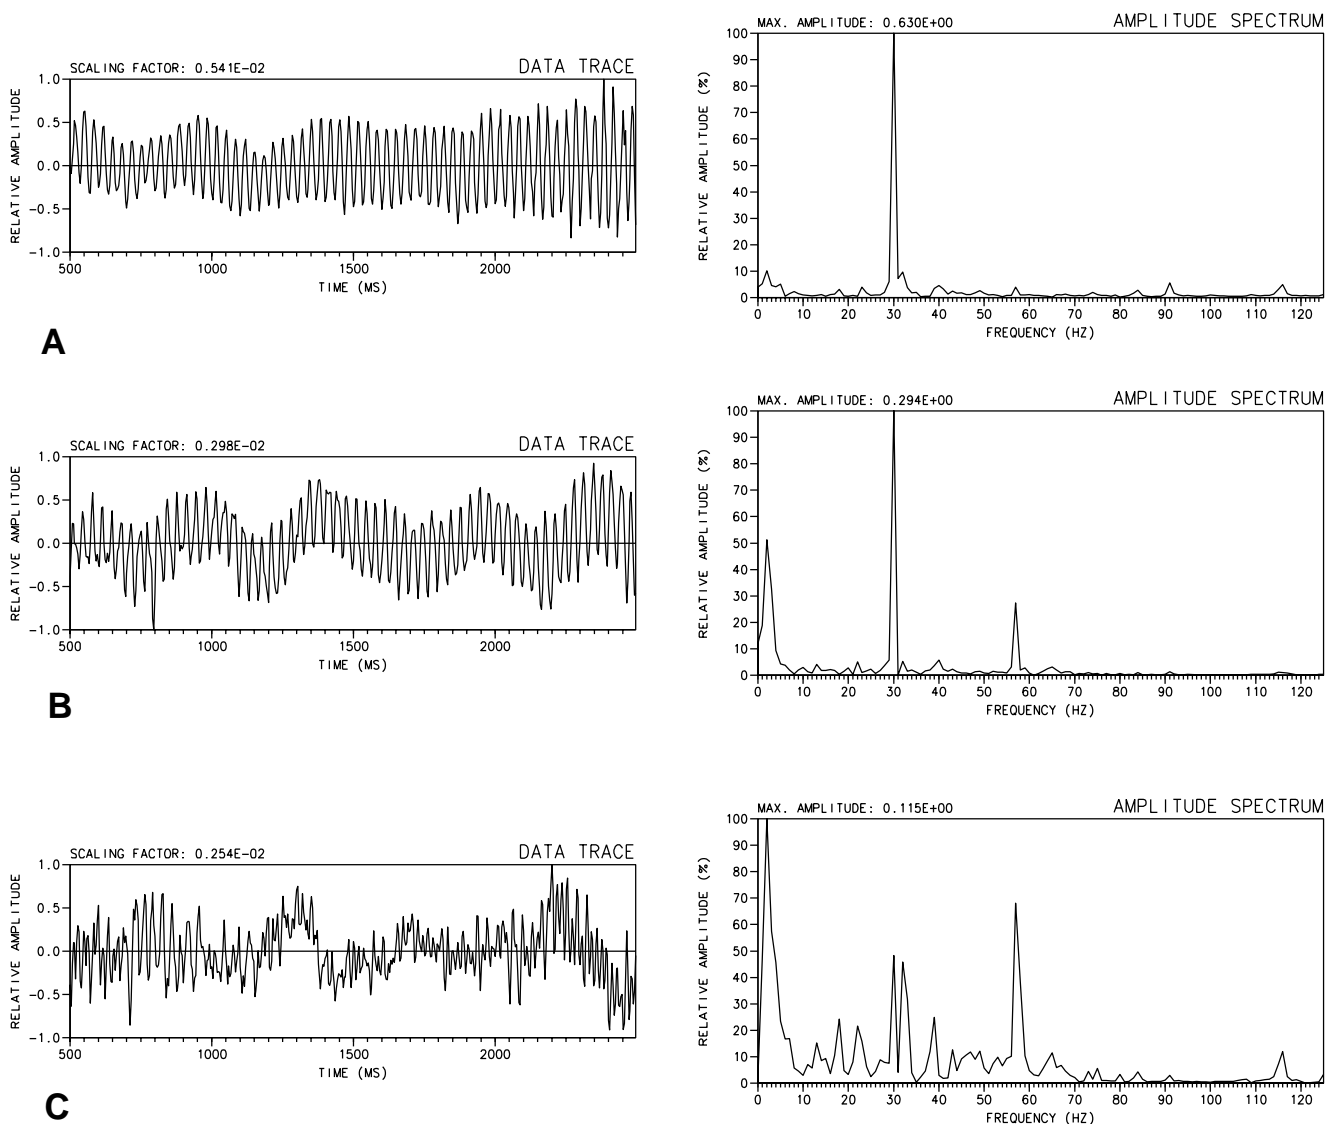 MAX. AMPLITUDE: 0.630E+00 AMPLITUDE SPECTRUM
SCALING FACTOR: 0.541E-02 DATA TRACE
RELATIVE AMPLITUDE
1.0
0.5
0.0
-0.5
-1.0
500 1000 1500 2000
TIME (MS)
RELATIVE AMPLITUDE (%)
100
90
80
70
60
50
40
30
20
10
0
0 10 20 30 40 50 60 70 80 90 100 110 120
FREQUENCY (HZ)
A
MAX. AMPLITUDE: 0.294E+00 AMPLITUDE SPECTRUM
SCALING FACTOR: 0.298E-02 DATA TRACE
RELATIVE AMPLITUDE
1.0
0.5
0.0
-0.5
-1.0
500 1000 1500 2000
TIME (MS)
RELATIVE AMPLITUDE (%)
100
90
80
70
60
50
40
30
20
10
0
0 10 20 30 40 50 60 70 80 90 100 110 120
FREQUENCY (HZ)
B
MAX. AMPLITUDE: 0.115E+00 AMPLITUDE SPECTRUM
SCALING FACTOR: 0.254E-02 DATA TRACE
RELATIVE AMPLITUDE
1.0
0.5
0.0
-0.5
-1.0
500 1000 1500 2000
TIME (MS)
RELATIVE AMPLITUDE (%)
100
90
80
70
60
50
40
30
20
10
0
0 10 20 30 40 50 60 70 80 90 100 110 120
FREQUENCY (HZ)
C